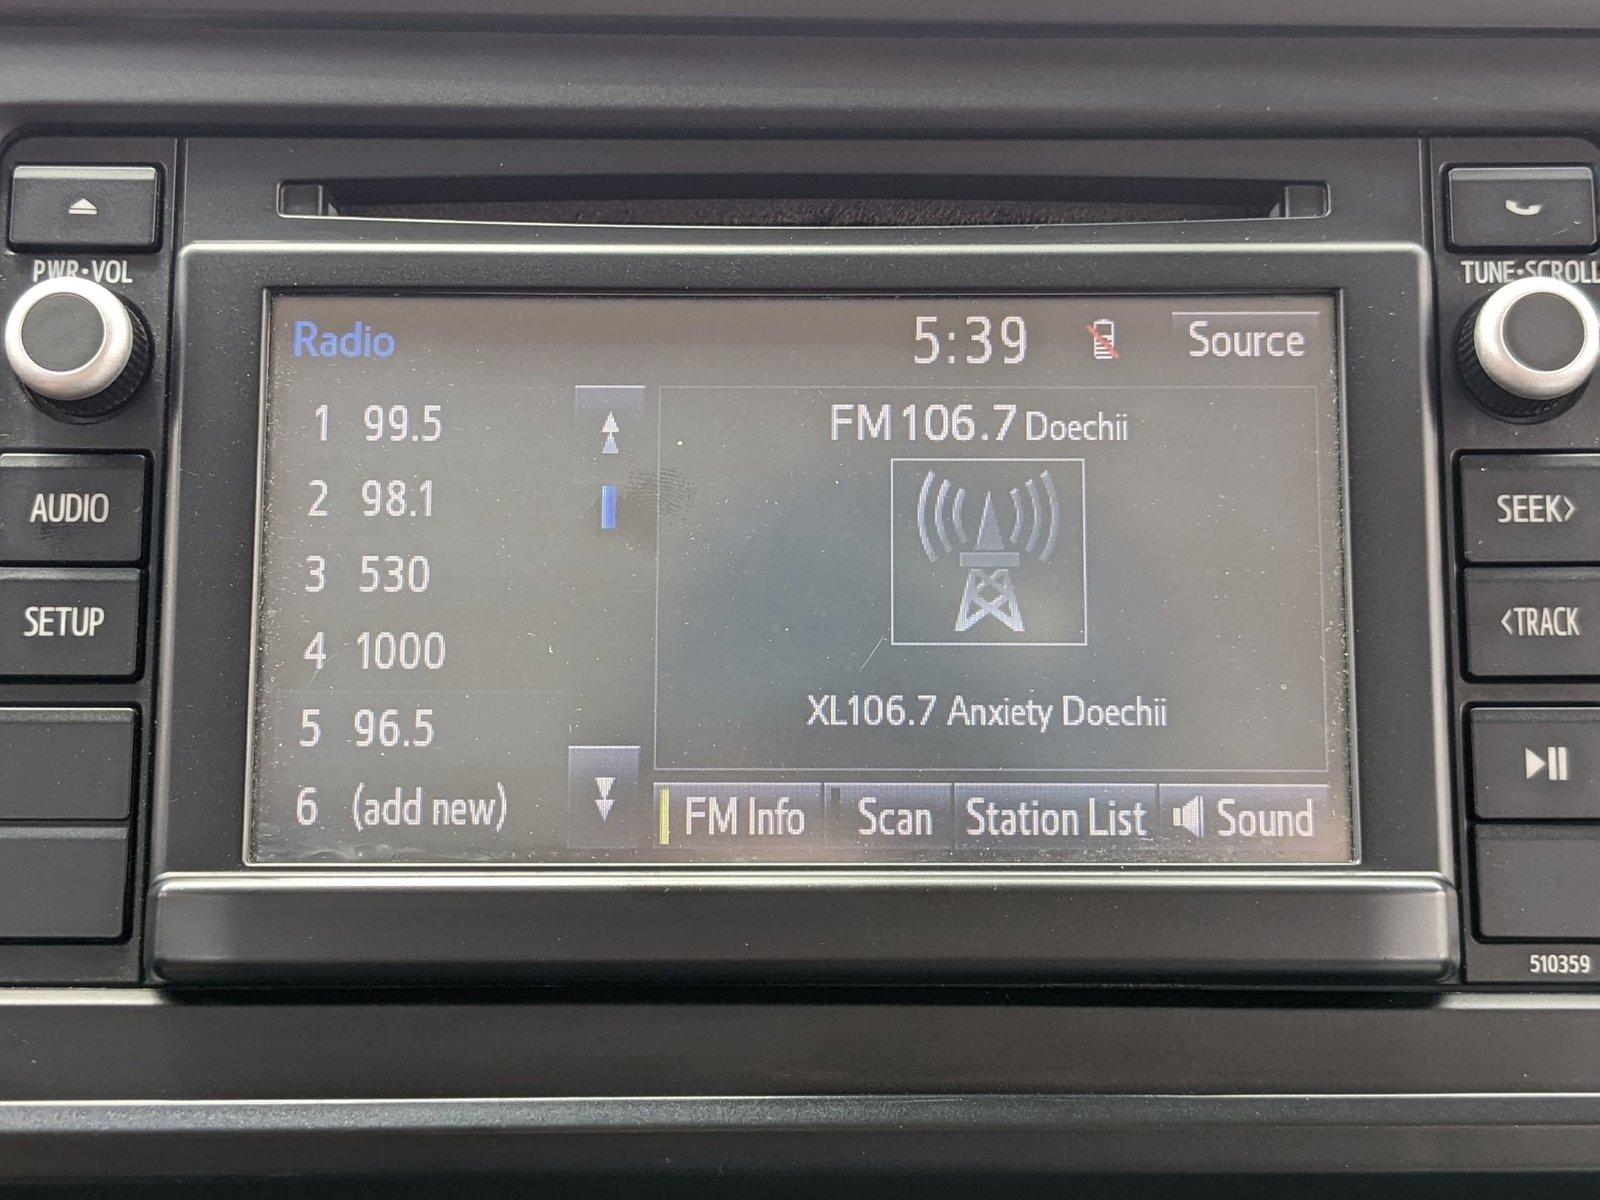 PWR•VOL
TUNE•SCROLL
Radio
5:39
Source
1 99.5
FM 106.7 Doechii
2 98.1
AUDIO
SEEK>
3 530
SETUP
4 1000
<TRACK
5 96.5
XL106.7 Anxiety Doechii
6 (add new)
FM Info
Scan
Station List
Sound
510359